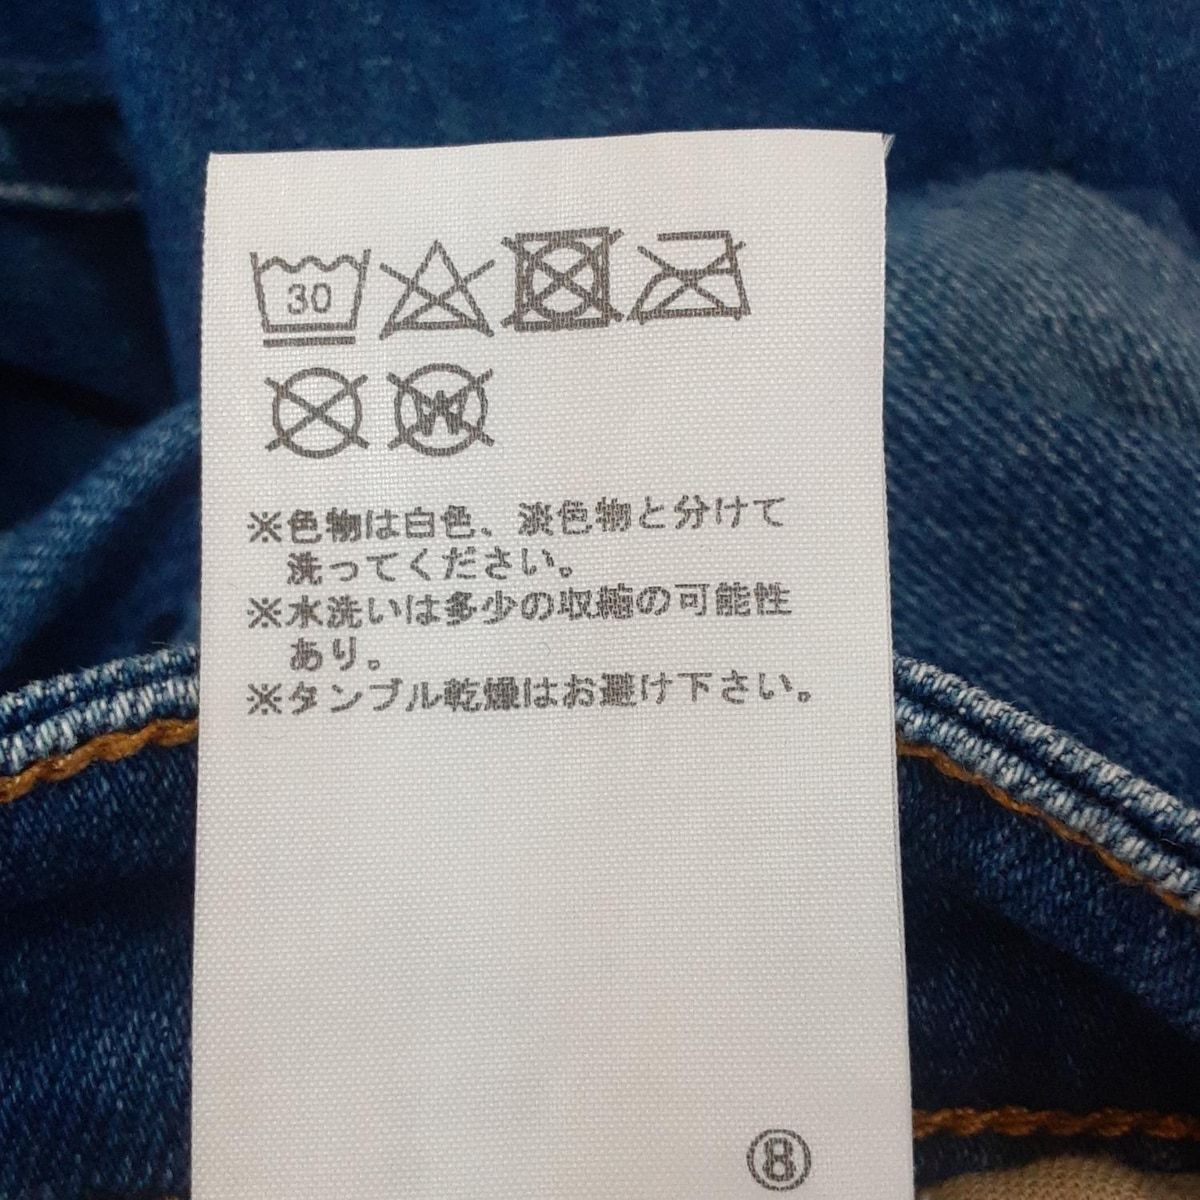 30
W
※色物は白色、淡色物と分けて
洗ってください。
※水洗いは多少の収縮の可能性
あり。
※タンブル乾燥はお避け下さい。
⑧